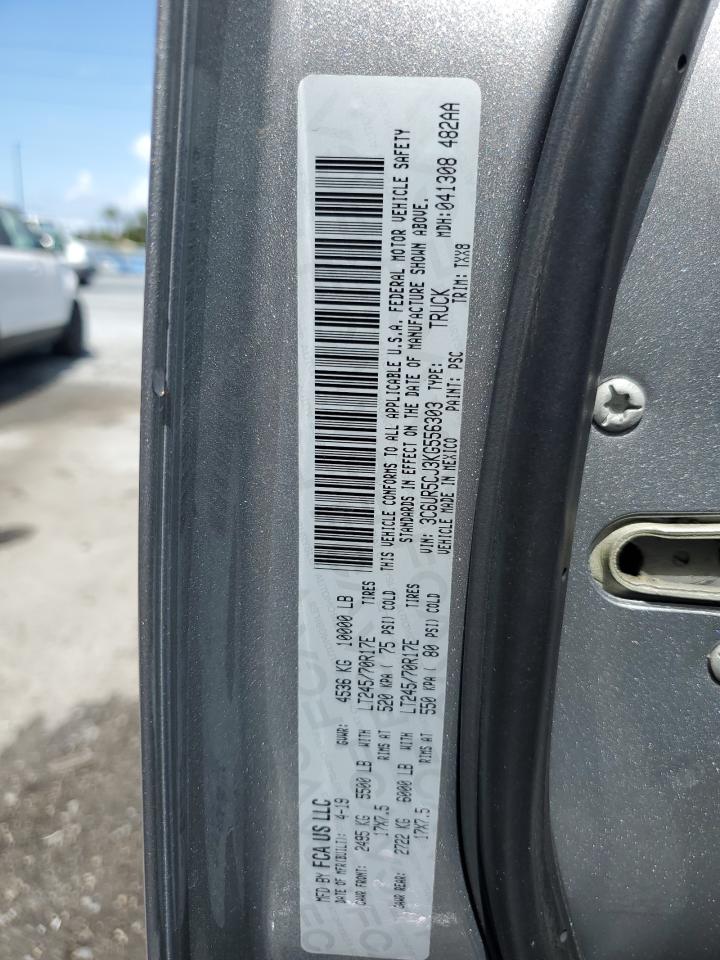 MFD BY FCA US LLC
DATE OF MFR(BUILT): 4-19 GVWR: 4536 KG 10000 LB
GAWR FRONT: 2495 KG 5500 LB WITH LT245/70R17E TIRES
17X7.5 RIMS AT 520 KPA ( 75 PSI) COLD
GAWR REAR: 2722 KG 6000 LB WITH LT245/70R17E TIRES
17X7.5 RIMS AT 550 KPA ( 80 PSI) COLD
THIS VEHICLE CONFORMS TO ALL APPLICABLE U.S.A. FEDERAL MOTOR VEHICLE SAFETY
STANDARDS IN EFFECT ON THE DATE OF MANUFACTURE SHOWN ABOVE.
VIN: 3C6UR5CJ3KG556303 TYPE: TRUCK MDH:041308 482AA
VEHICLE MADE IN MEXICO PAINT: PSC TRIM: TXX8